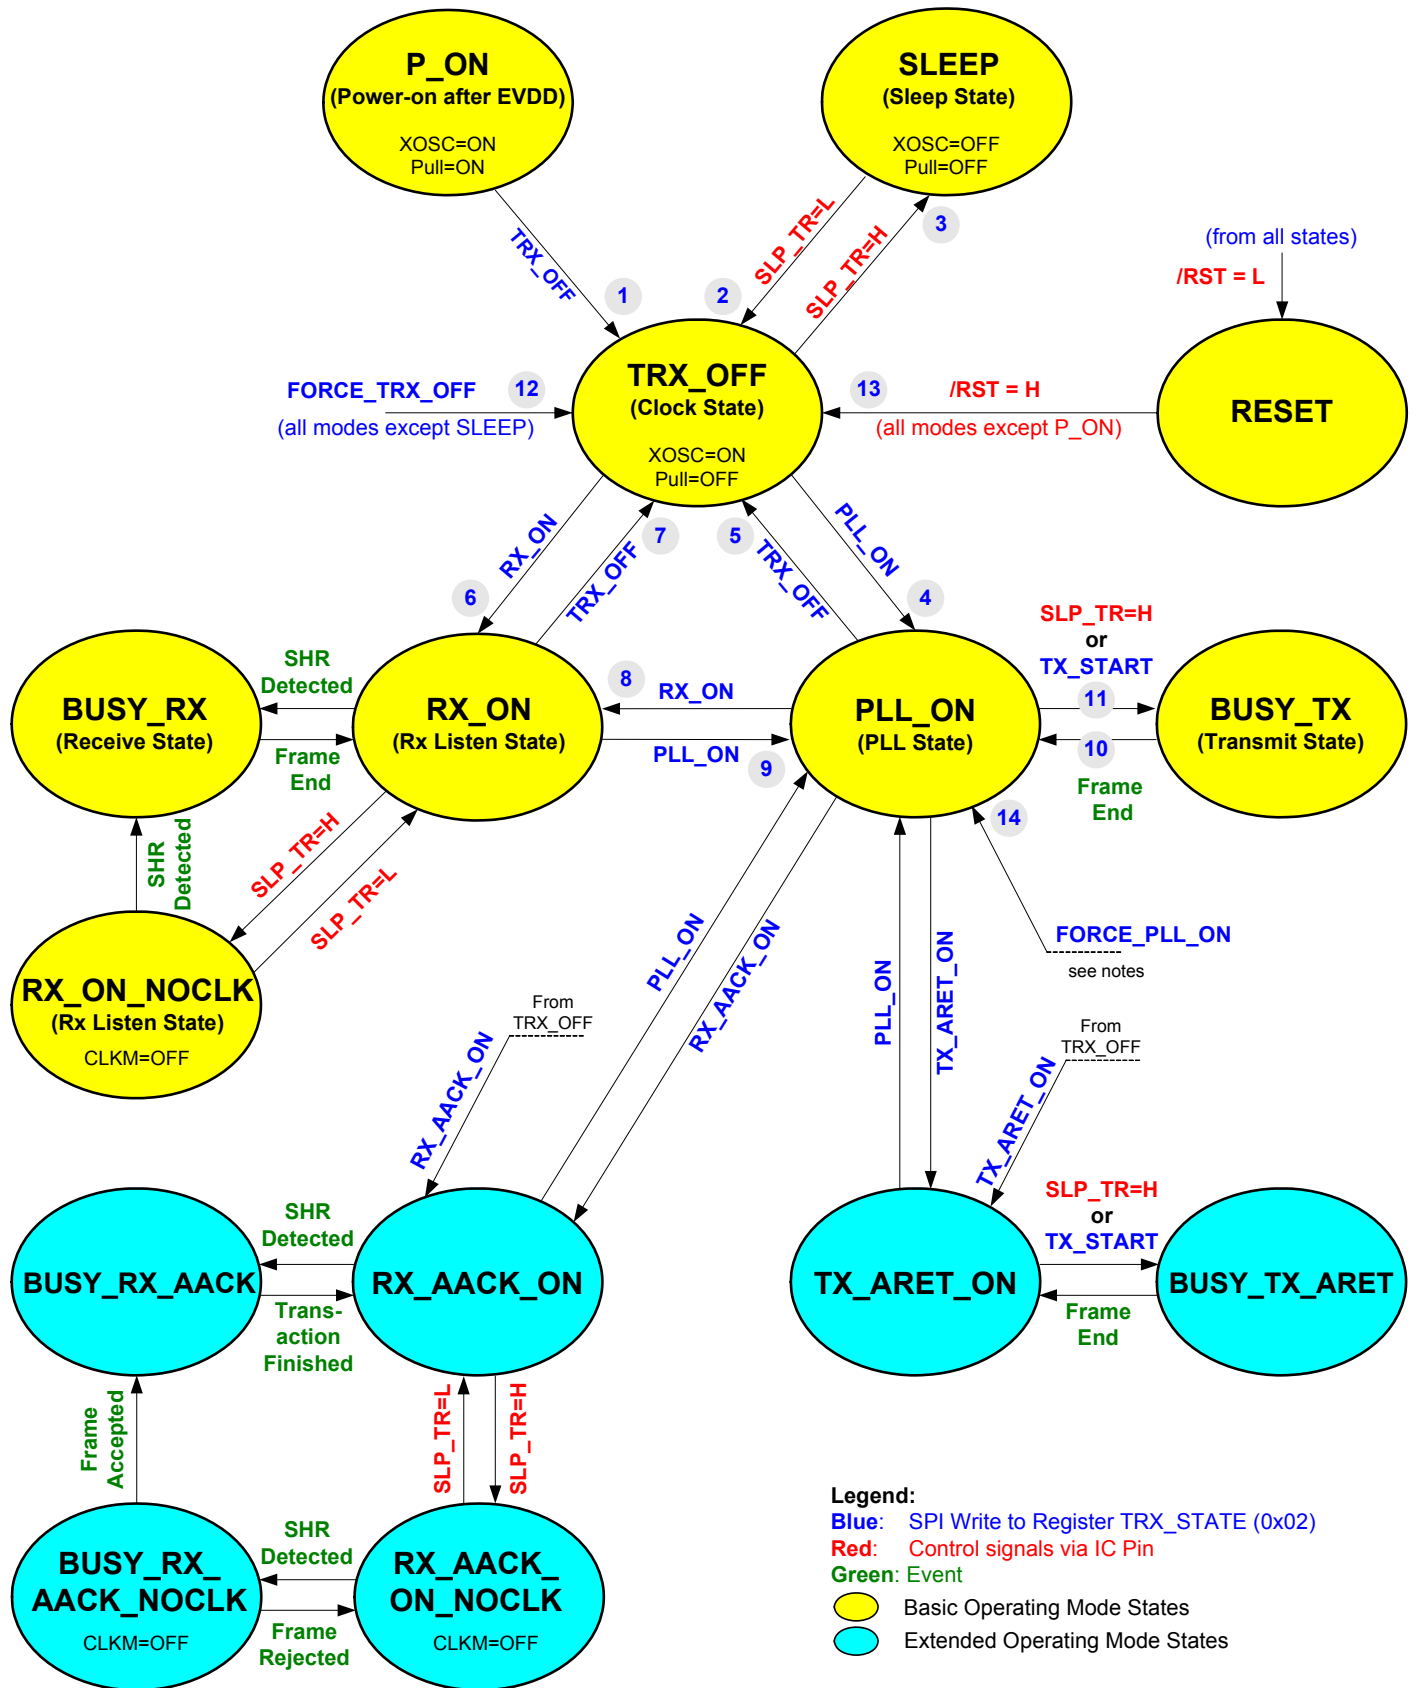 P_ON
(Power-on after EVDD)
XOSC=ON
Pull=ON
SLEEP
(Sleep State)
XOSC=OFF
Pull=OFF
TRX_OFF
1
SLP_TR=L
2
SLP_TR=H
3
(from all states)
/RST = L
TRX_OFF
(Clock State)
XOSC=ON
Pull=OFF
FORCE_TRX_OFF
12
(all modes except SLEEP)
13
/RST = H
(all modes except P_ON)
RESET
RX_ON
6
TRX_OFF
7
5
TRX_OFF
PLL_ON
4
BUSY_RX
(Receive State)
SHR
Detected
Frame
End
RX_ON
(Rx Listen State)
8
RX_ON
PLL_ON
9
PLL_ON
(PLL State)
SLP_TR=H
or
TX_START
11
10
Frame
End
BUSY_TX
(Transmit State)
14
FORCE_PLL_ON
see notes
SHR
Detected
SLP_TR=H
SLP_TR=L
RX_ON_NOCLK
(Rx Listen State)
CLKM=OFF
PLL_ON
RX_AACK_ON
PLL_ON
TX_ARET_ON
From
TRX_OFF
RX_AACK_ON
From
TRX_OFF
TX_ARET_ON
BUSY_RX_AACK
SHR
Detected
Trans-
action
Finished
RX_AACK_ON
TX_ARET_ON
SLP_TR=H
or
TX_START
Frame
End
BUSY_TX_ARET
Frame
Accepted
SLP_TR=L
SLP_TR=H
BUSY_RX_
AACK_NOCLK
CLKM=OFF
SHR
Detected
Frame
Rejected
RX_AACK_
ON_NOCLK
CLKM=OFF
Legend:
Blue: SPI Write to Register TRX_STATE (0x02)
Red: Control signals via IC Pin
Green: Event
Basic Operating Mode States
Extended Operating Mode States